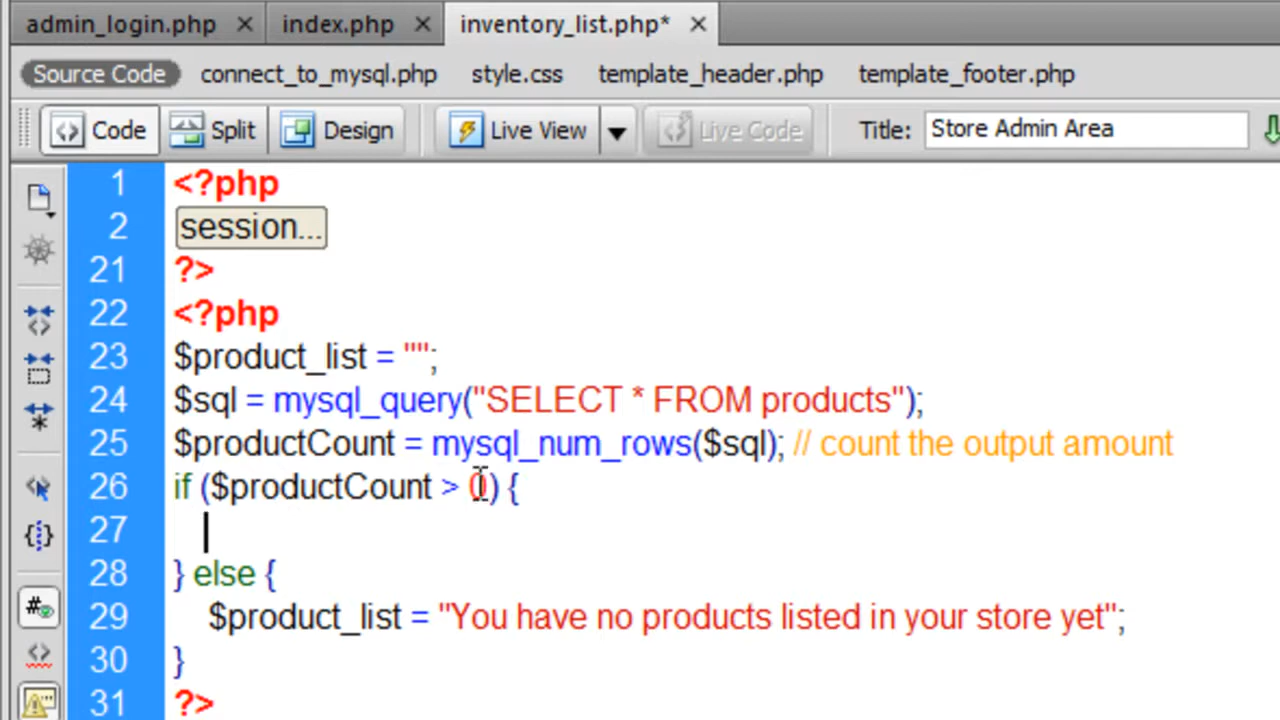 admin_login.php × index.php × inventory_list.php* ×
Source Code connect_to_mysql.php style.css template_header.php template_footer.php
Code Split Design Live View Live Code Title: Store Admin Area
1 <?php
2 session...
21 ?>
22 <?php
23 $product_list = "";
24 $sql = mysql_query("SELECT * FROM products");
25 $productCount = mysql_num_rows($sql); // count the output amount
26 if ($productCount > 0) {
27
28 } else {
29 $product_list = "You have no products listed in your store yet";
30 }
31 ?>